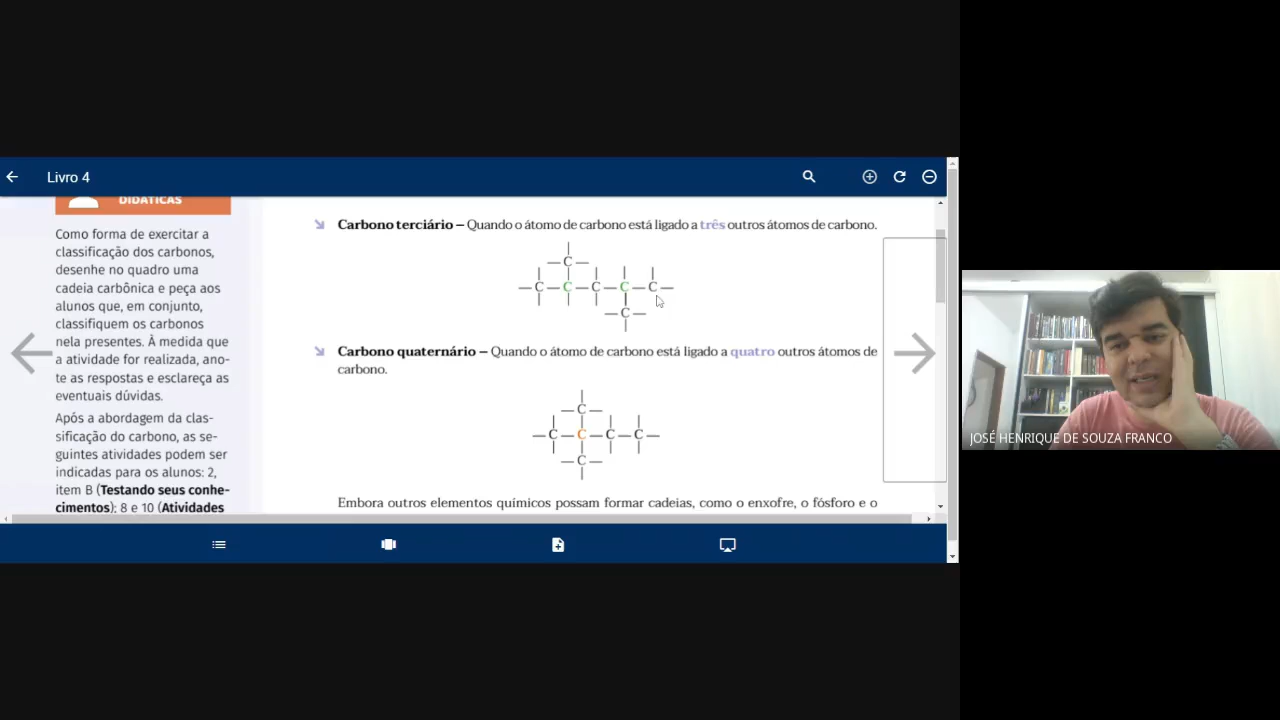 Livro 4
DIDÁTICAS
Como forma de exercitar a
classificação dos carbonos,
desenhe no quadro uma
cadeia carbônica e peça aos
alunos que, em conjunto,
classifiquem os carbonos
nela presentes. À medida que
a atividade for realizada, ano-
te as respostas e esclareça as
eventuais dúvidas.
Após a abordagem da clas-
sificação do carbono, as se-
guintes atividades podem ser
indicadas para os alunos: 2,
item B (Testando seus conhe-
cimentos); 8 e 10 (Atividades
Carbono terciário – Quando o átomo de carbono está ligado a três outros átomos de carbono.
C
C C C C C
C
Carbono quaternário – Quando o átomo de carbono está ligado a quatro outros átomos de
carbono.
C
C C C C
C
Embora outros elementos químicos possam formar cadeias, como o enxofre, o fósforo e o
JOSÉ HENRIQUE DE SOUZA FRANCO